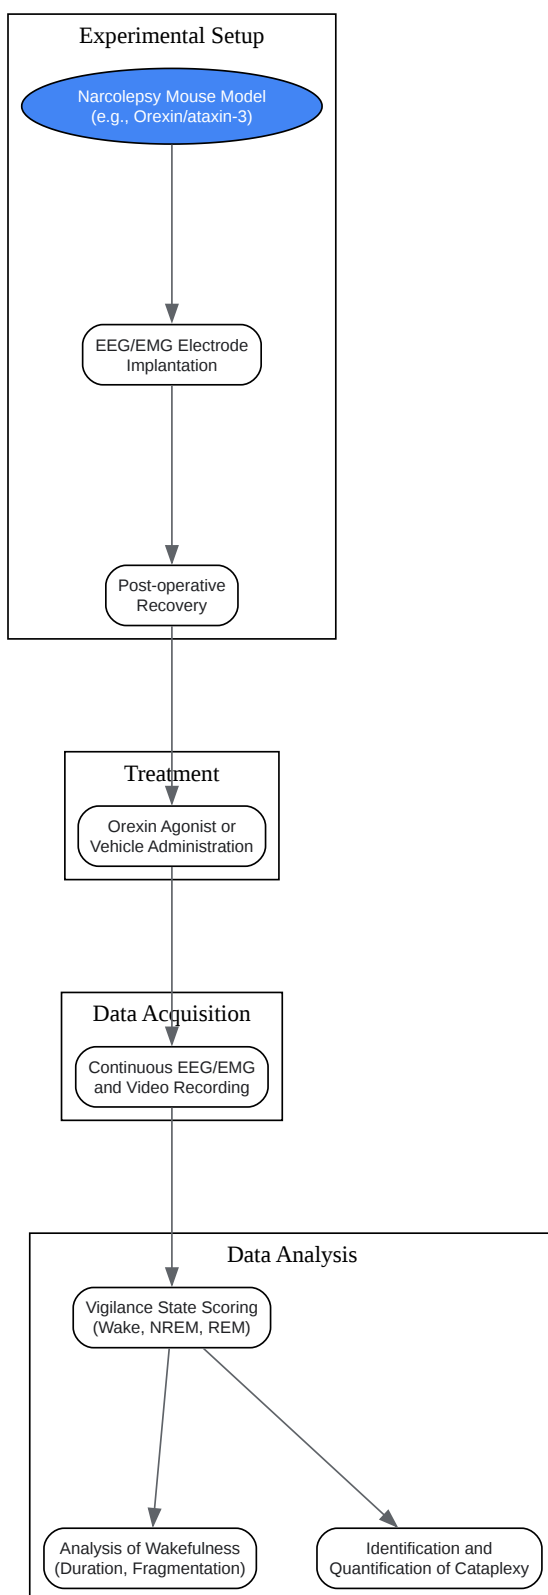 Experimental Setup
Narcolepsy Mouse Model
(e.g., Orexin/ataxin-3)
EEG/EMG Electrode
Implantation
Post-operative
Recovery
Treatment
Orexin Agonist or
Vehicle Administration
Data Acquisition
Continuous EEG/EMG
and Video Recording
Data Analysis
Vigilance State Scoring
(Wake, NREM, REM)
Analysis of Wakefulness
(Duration, Fragmentation)
Identification and
Quantification of Cataplexy